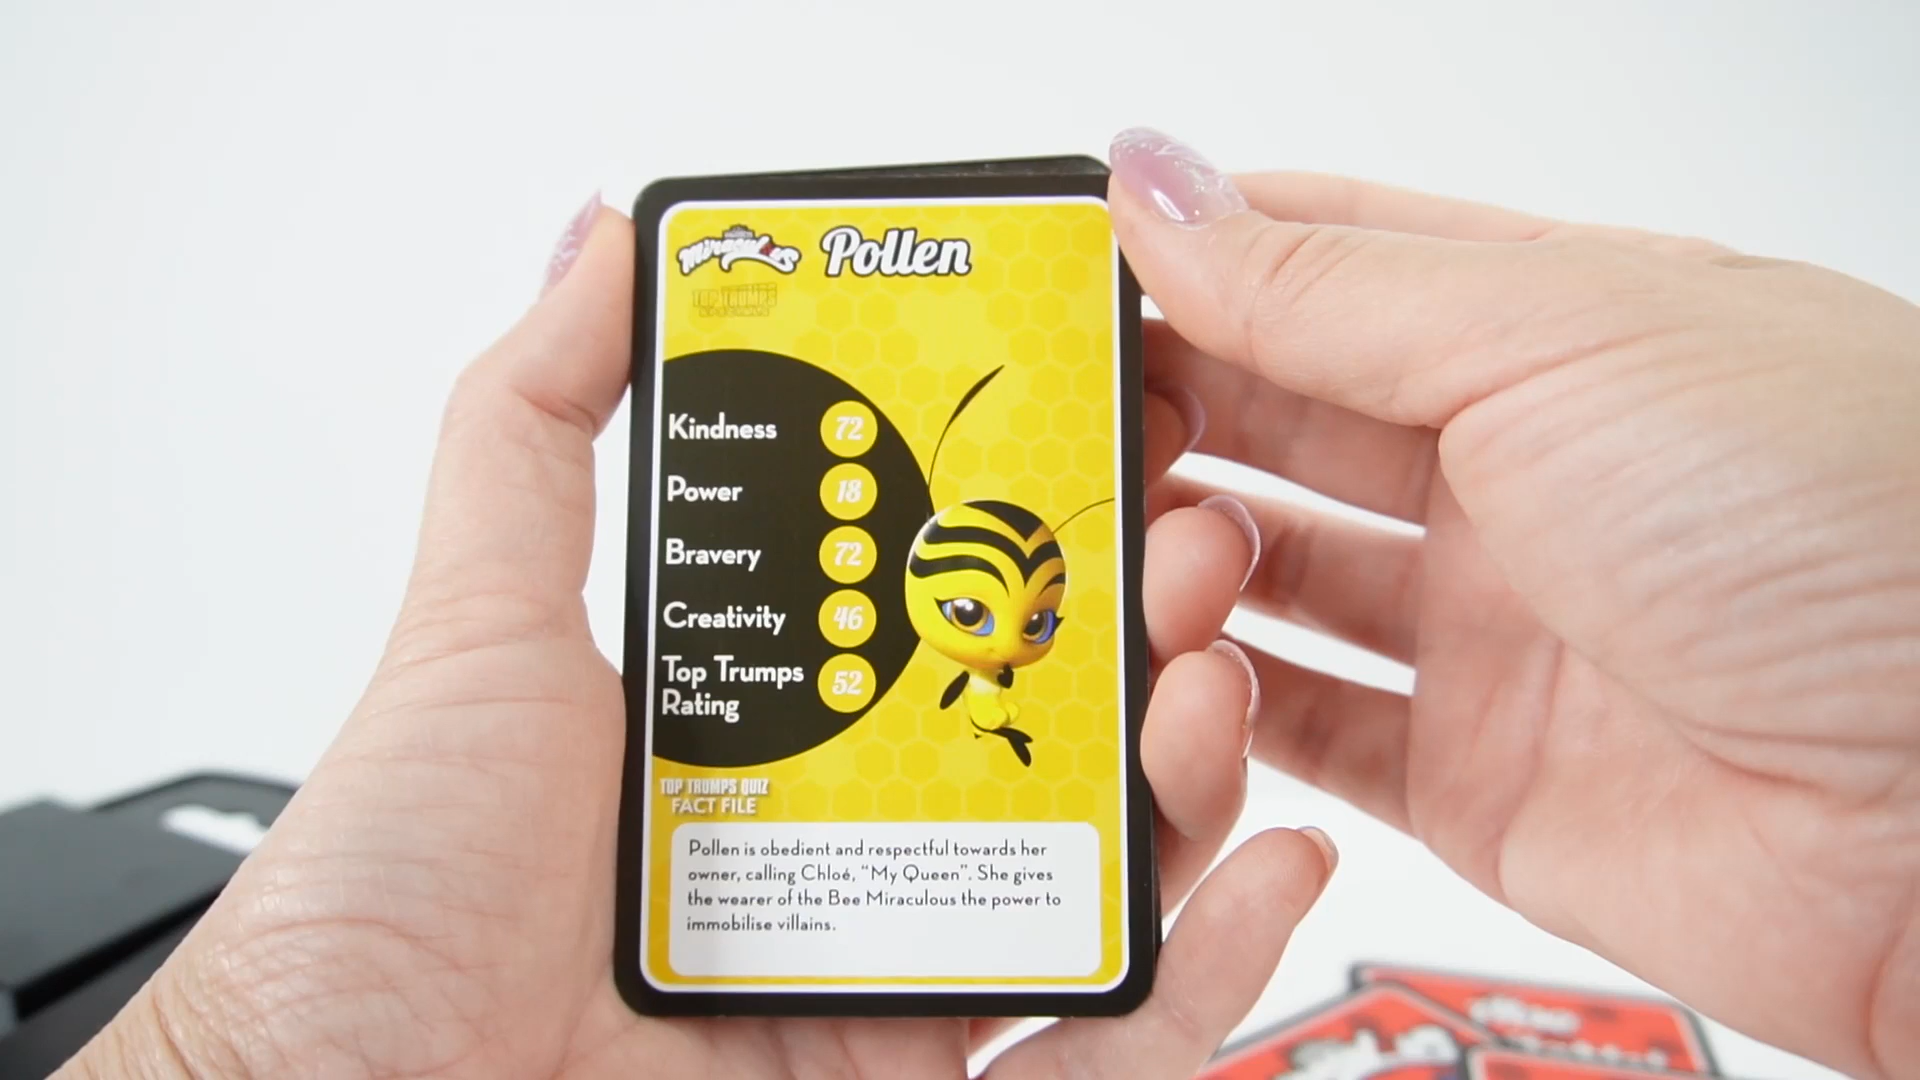 Miraculous
Pollen
TOP TRUMPS
SPECIALS
Kindness 72
Power 18
Bravery 72
Creativity 46
Top Trumps
Rating 52
TOP TRUMPS QUIZ
FACT FILE
Pollen is obedient and respectful towards her
owner, calling Chloé, “My Queen”. She gives
the wearer of the Bee Miraculous the power to
immobilise villains.